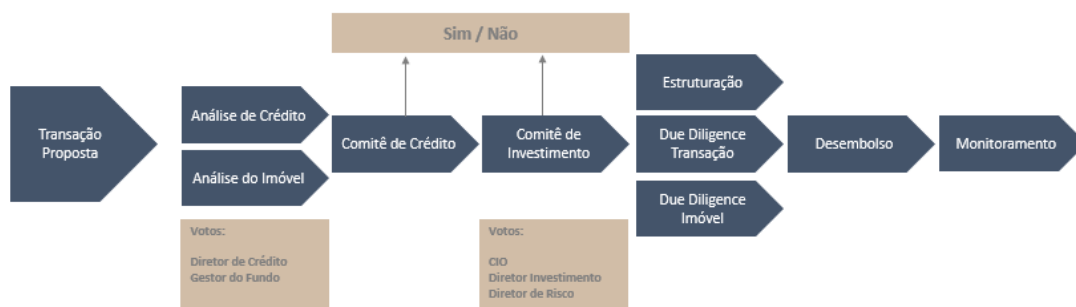 Sim / Não
Transação
Proposta
Análise de Crédito
Análise do Imóvel
Comitê de Crédito
Comitê de
Investimento
Estruturação
Due Diligence
Transação
Due Diligence
Imóvel
Desembolso
Monitoramento
Votos:
Diretor de Crédito
Gestor do Fundo
Votos:
CIO
Diretor Investimento
Diretor de Risco